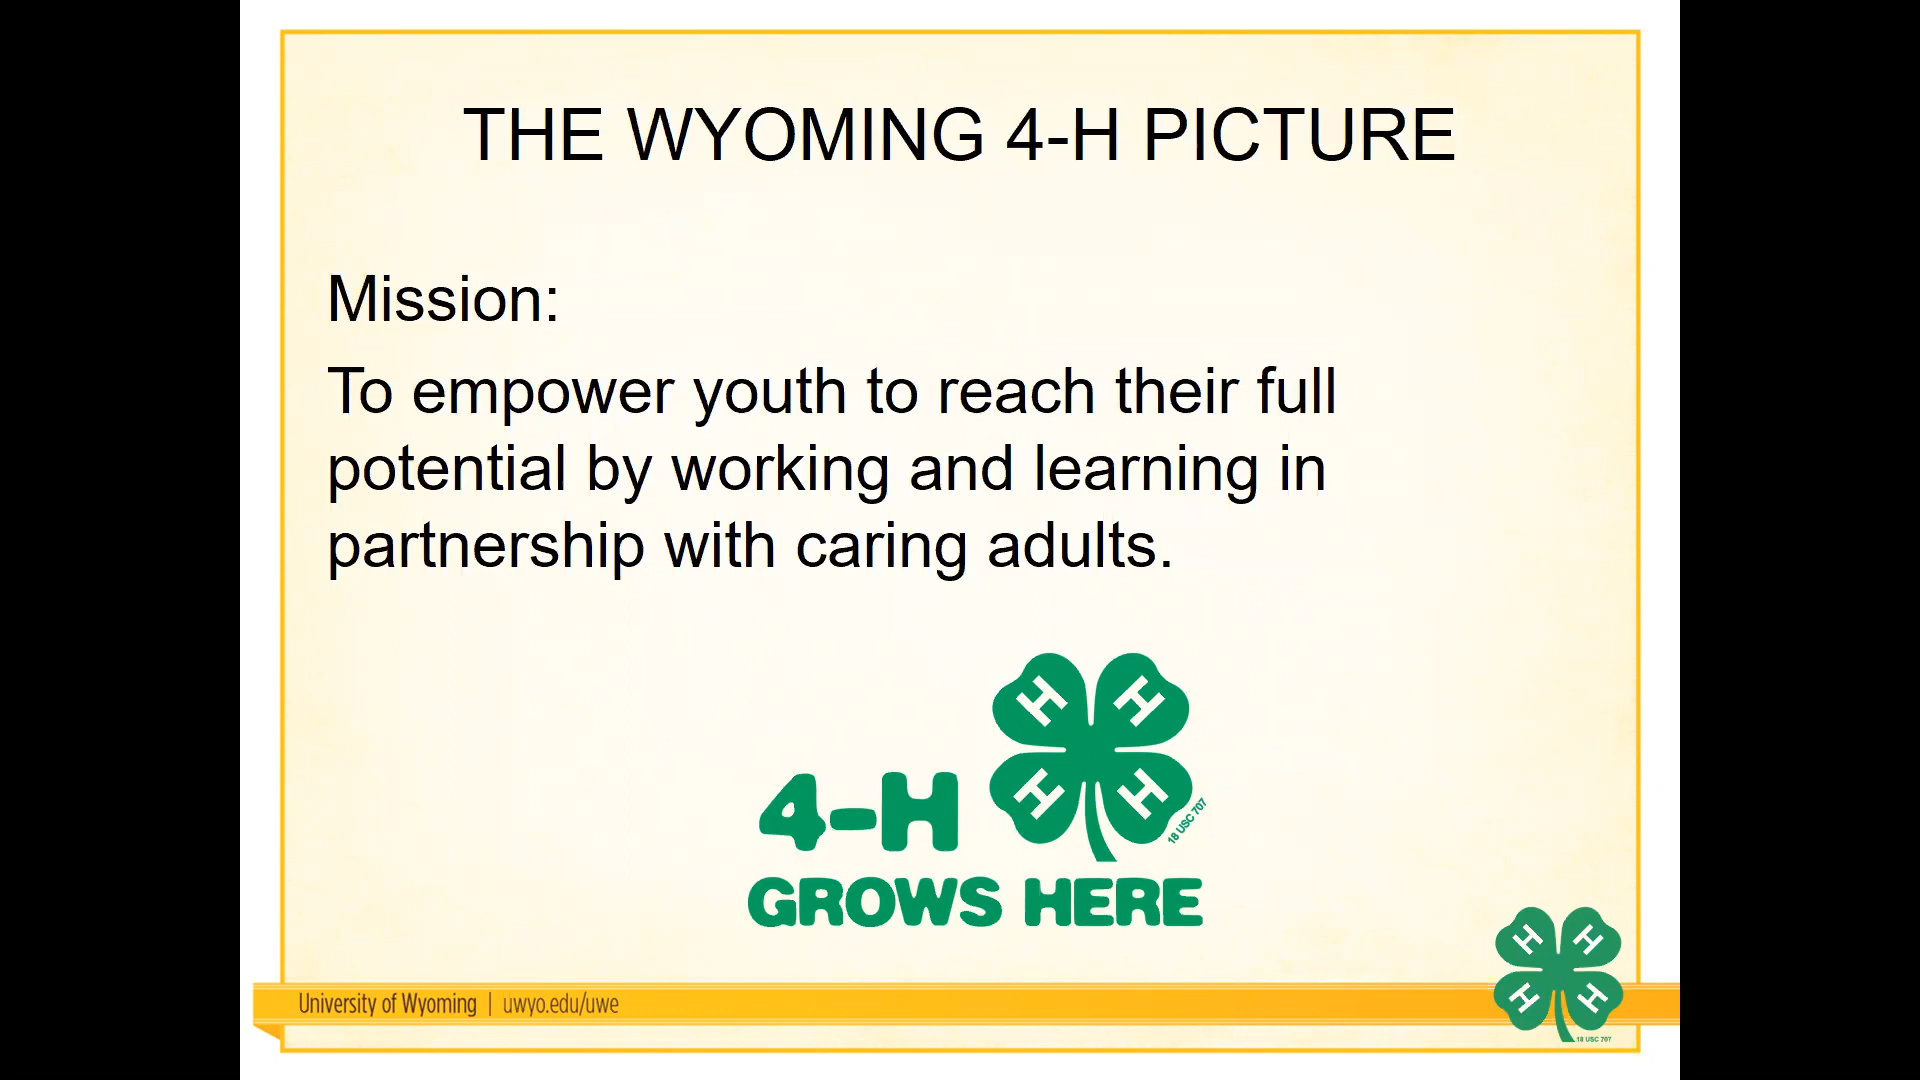 THE WYOMING 4-H PICTURE
Mission:
To empower youth to reach their full
potential by working and learning in
partnership with caring adults.
H H
H H
18 USC 707
4-H
GROWS HERE
University of Wyoming | uwyo.edu/uwe
H H
H H
18 USC 707